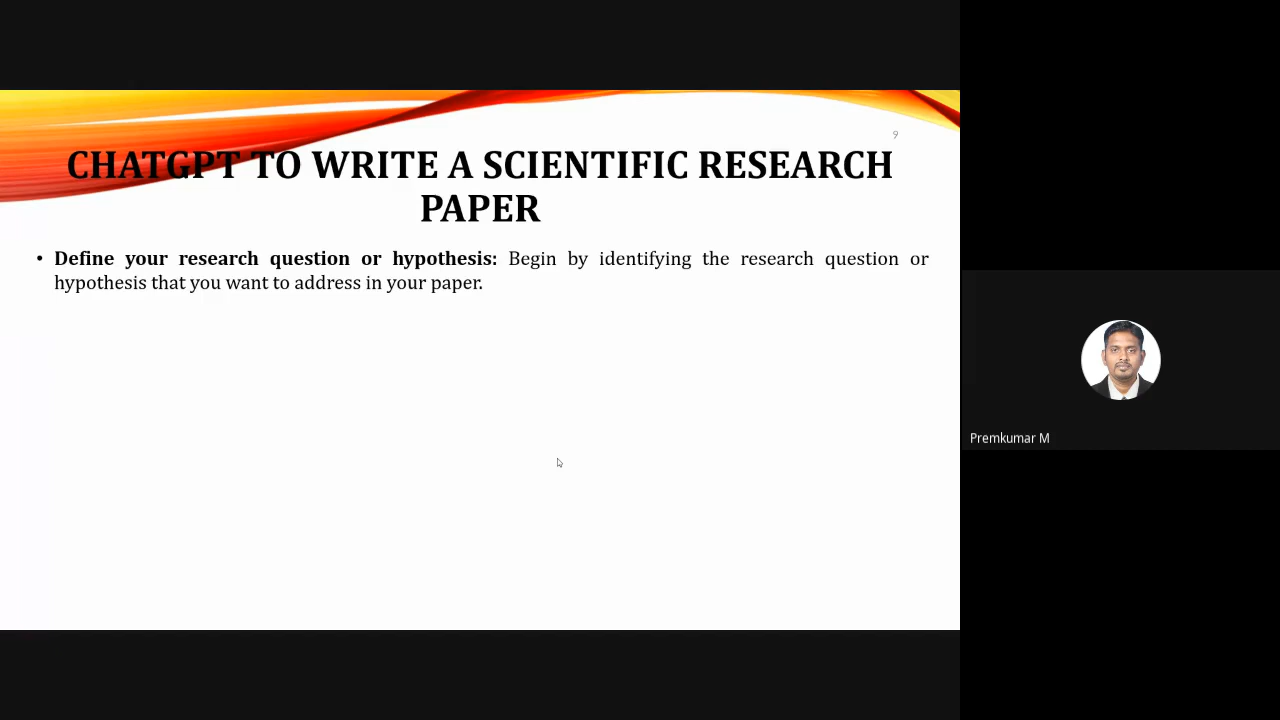 9
CHATGPT TO WRITE A SCIENTIFIC RESEARCH
PAPER
• Define your research question or hypothesis: Begin by identifying the research question or
hypothesis that you want to address in your paper.
Premkumar M